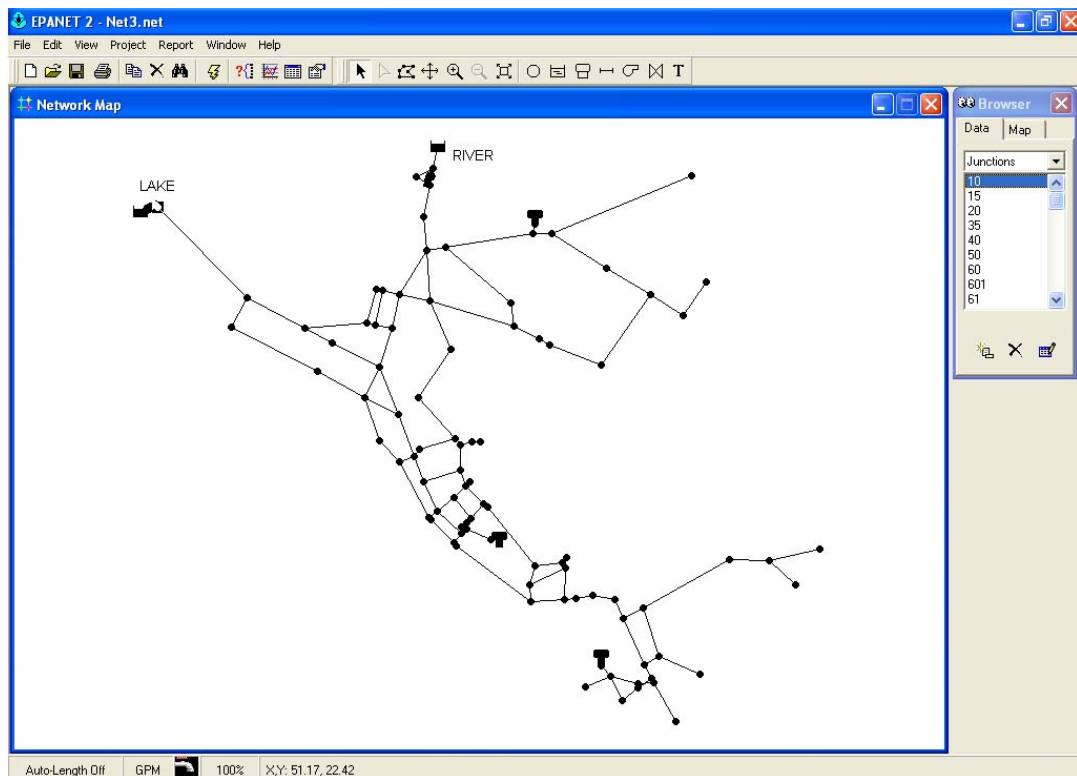 EPANET 2 - Net3.net
File Edit View Project Report Window Help
T
Network Map
Browser
Data Map
RIVER
LAKE
Junctions
10
15
20
35
40
50
60
601
61
Auto-Length Off GPM 100% X,Y: 51.17, 22.42